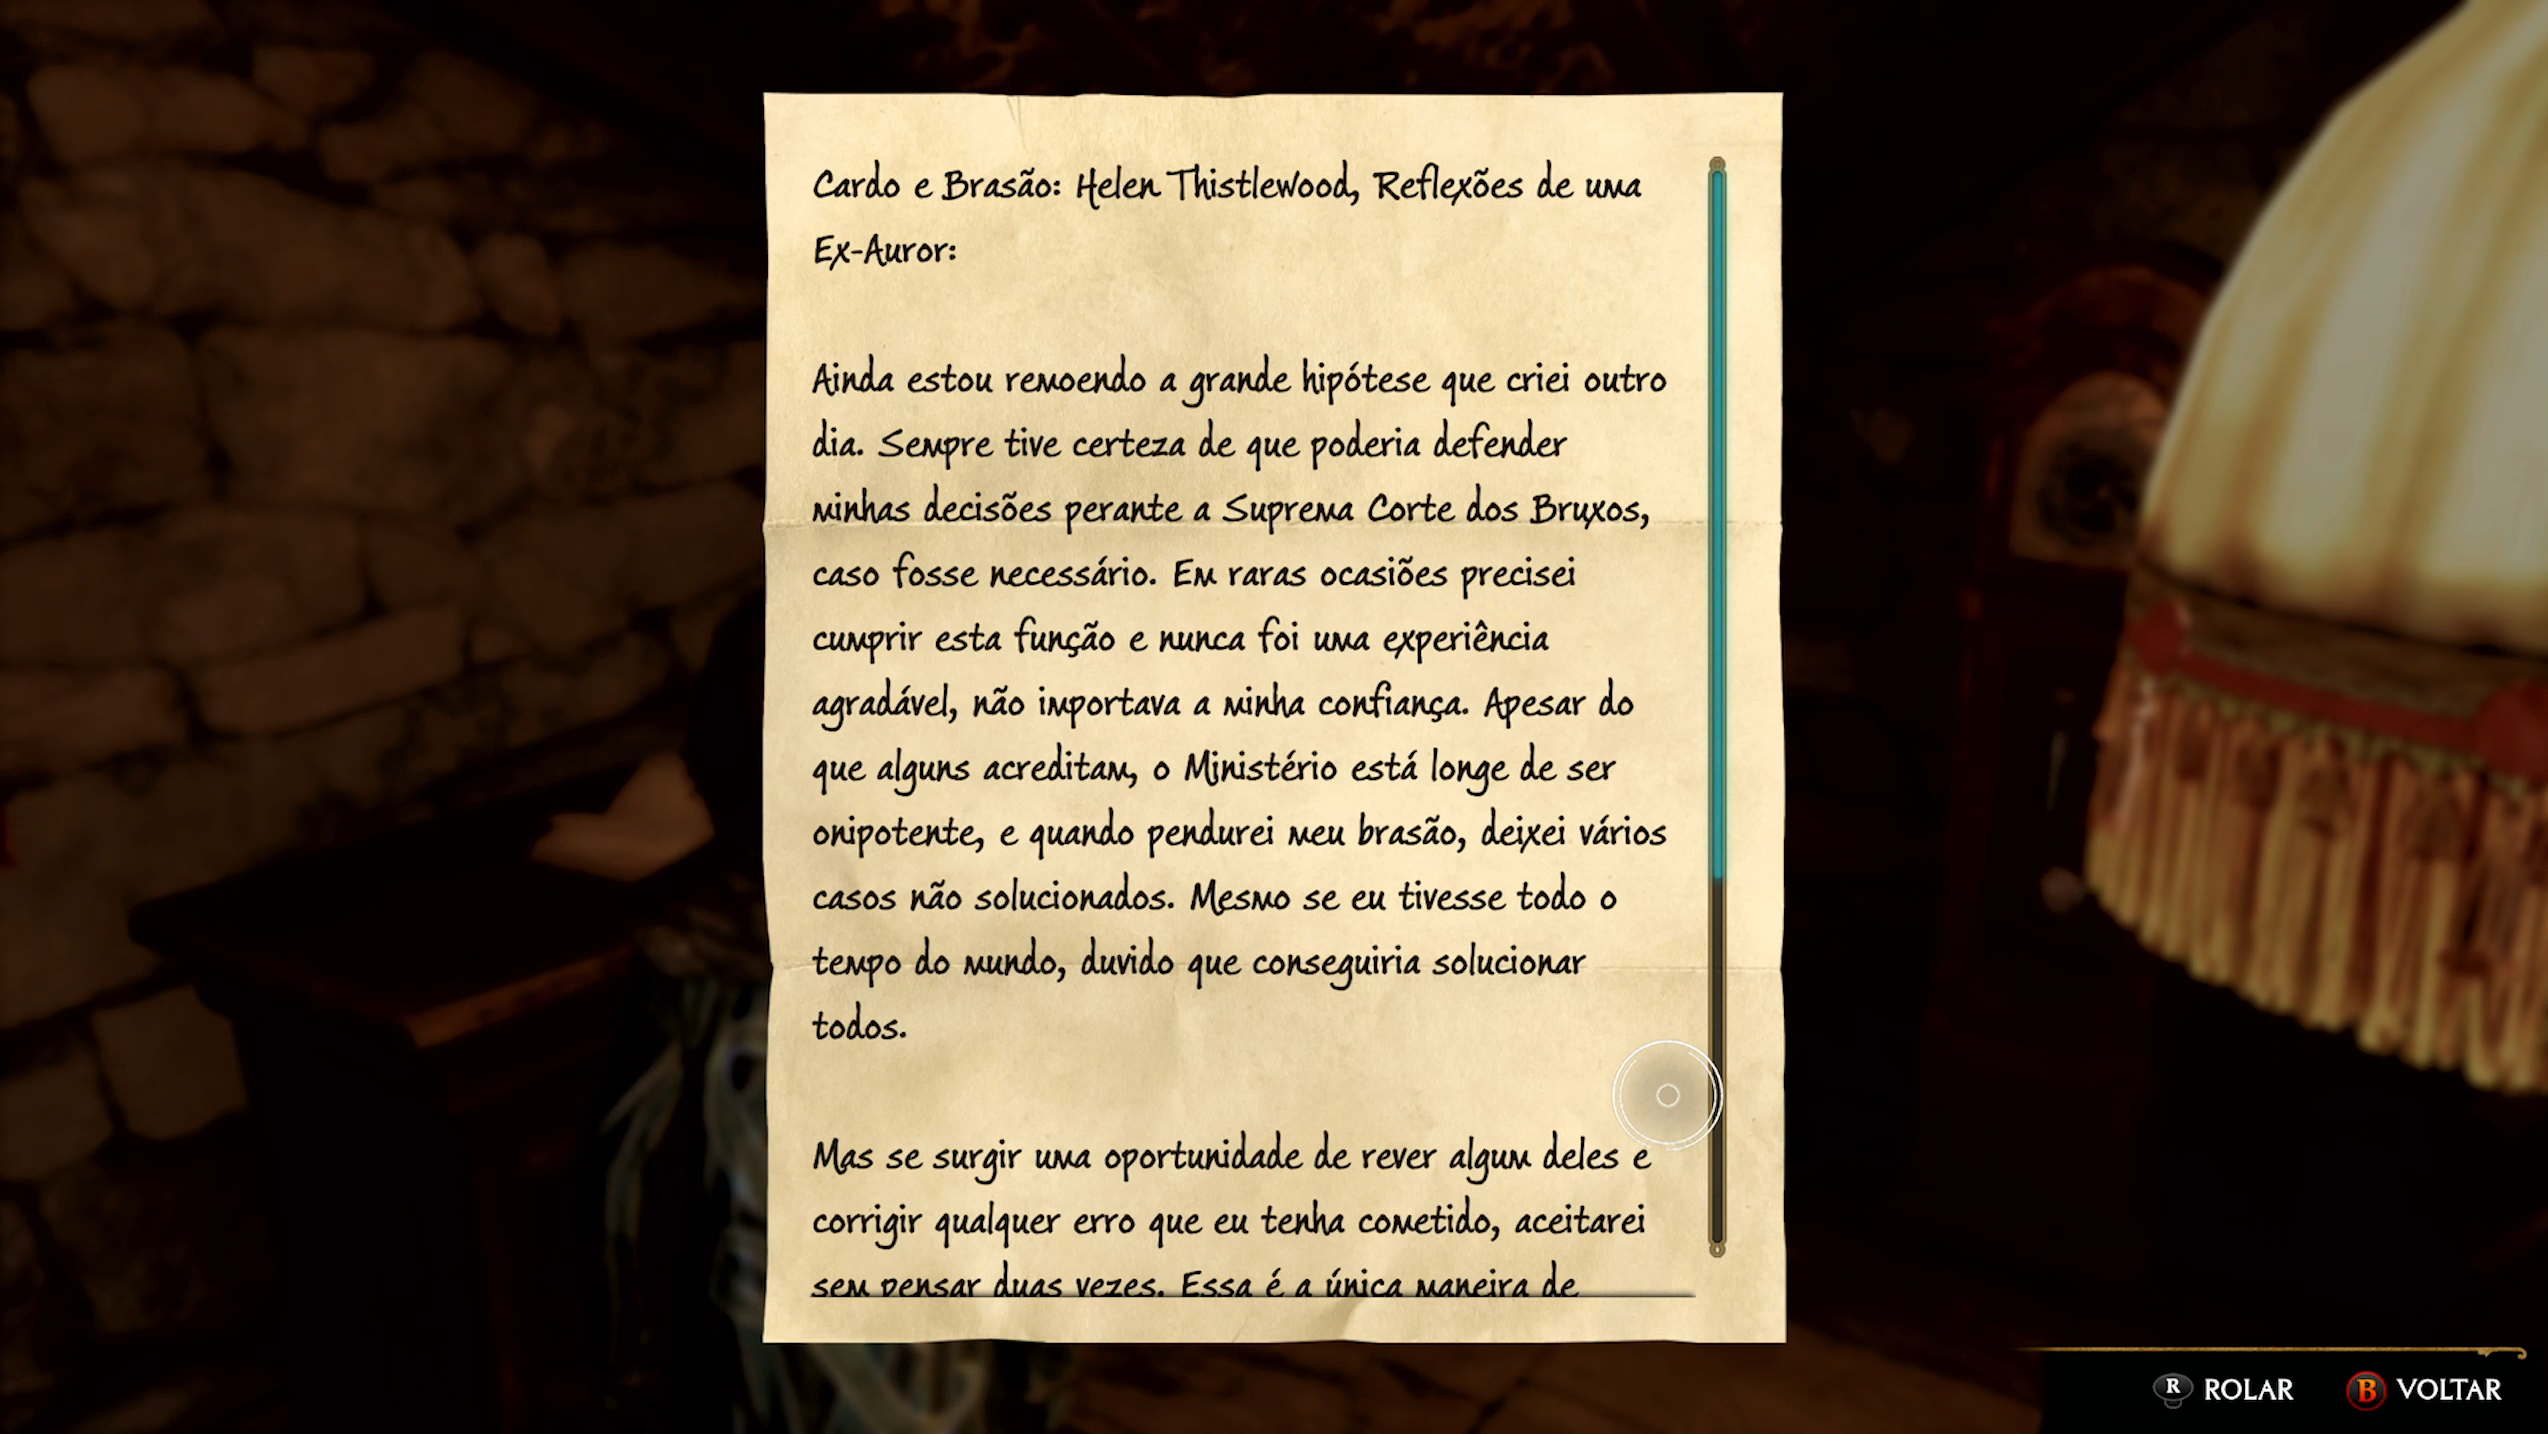 Cardo e Brasão: Helen Thistlewood, Reflexões de uma
Ex-Auror:
Ainda estou remoendo a grande hipótese que criei outro
dia. Sempre tive certeza de que poderia defender
minhas decisões perante a Suprema Corte dos Bruxos,
caso fosse necessário. Em raras ocasiões precisei
cumprir esta função e nunca foi uma experiência
agradável, não importava a minha confiança. Apesar do
que alguns acreditam, o Ministério está longe de ser
onipotente, e quando pendurei meu brasão, deixei vários
casos não solucionados. Mesmo se eu tivesse todo o
tempo do mundo, duvido que conseguiria solucionar
todos.
Mas se surgir uma oportunidade de rever algum deles e
corrigir qualquer erro que eu tenha cometido, aceitarei
sem pensar duas vezes. Essa é a única maneira de
R ROLAR B VOLTAR